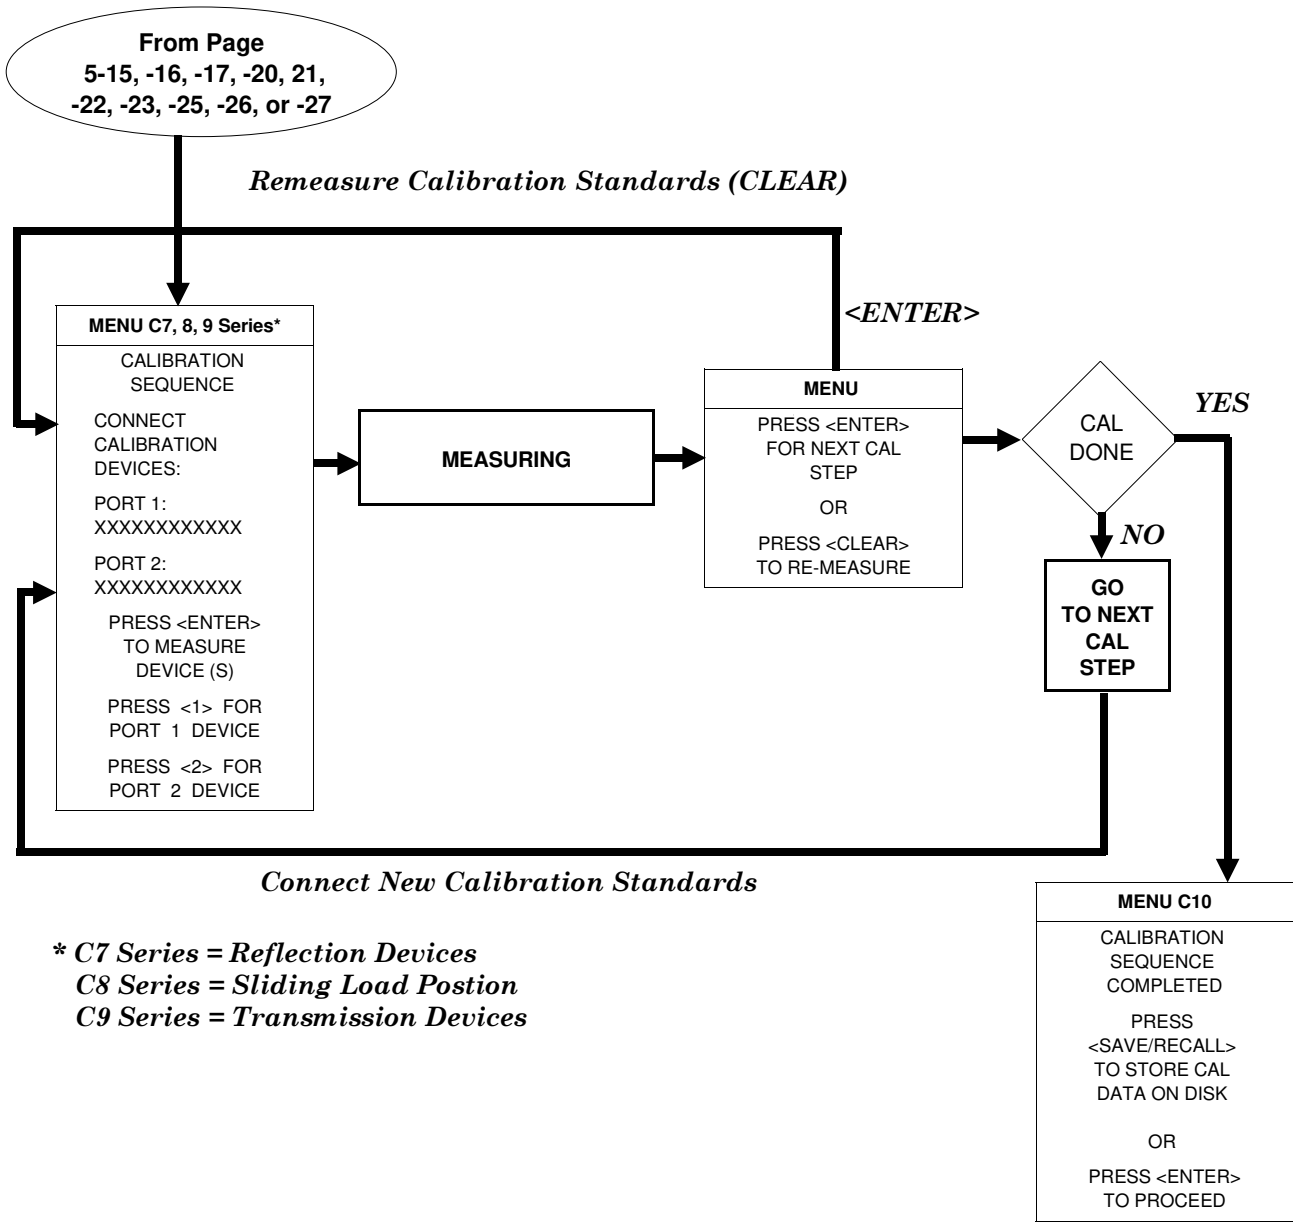 From Page
5-15, -16, -17, -20, 21,
-22, -23, -25, -26, or -27
Remeasure Calibration Standards (CLEAR)
MENU C7, 8, 9 Series*
CALIBRATION
SEQUENCE
CONNECT
CALIBRATION
DEVICES:
PORT 1:
XXXXXXXXXXXX
PORT 2:
XXXXXXXXXXXX
PRESS <ENTER>
TO MEASURE
DEVICE (S)
PRESS <1> FOR
PORT 1 DEVICE
PRESS <2> FOR
PORT 2 DEVICE
MEASURING
<ENTER>
MENU
PRESS <ENTER>
FOR NEXT CAL
STEP
OR
PRESS <CLEAR>
TO RE-MEASURE
CAL
DONE
YES
NO
GO
TO NEXT
CAL
STEP
Connect New Calibration Standards
MENU C10
CALIBRATION
SEQUENCE
COMPLETED
PRESS
<SAVE/RECALL>
TO STORE CAL
DATA ON DISK
OR
PRESS <ENTER>
TO PROCEED
* C7 Series = Reflection Devices
C8 Series = Sliding Load Postion
C9 Series = Transmission Devices